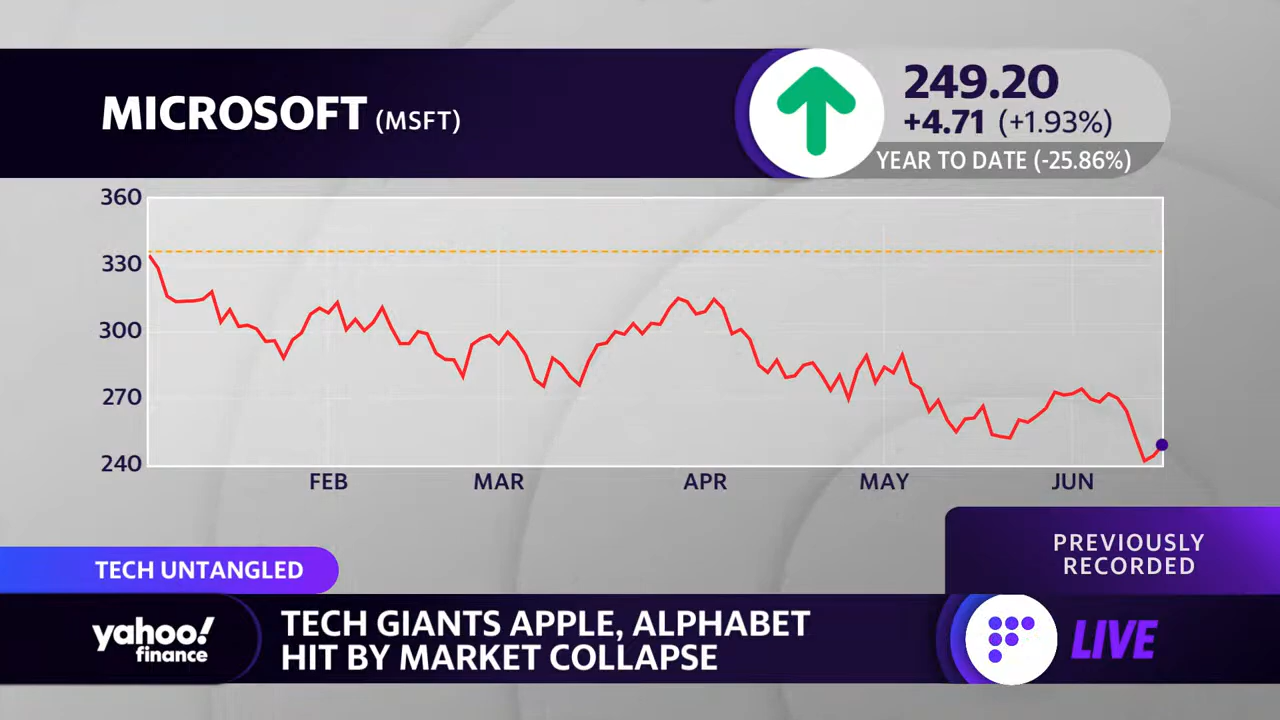 MICROSOFT (MSFT)
249.20
+4.71 (+1.93%)
YEAR TO DATE (-25.86%)
360
330
300
270
240
FEB MAR APR MAY JUN
PREVIOUSLY
RECORDED
TECH UNTANGLED
yahoo!
finance
TECH GIANTS APPLE, ALPHABET
HIT BY MARKET COLLAPSE
LIVE